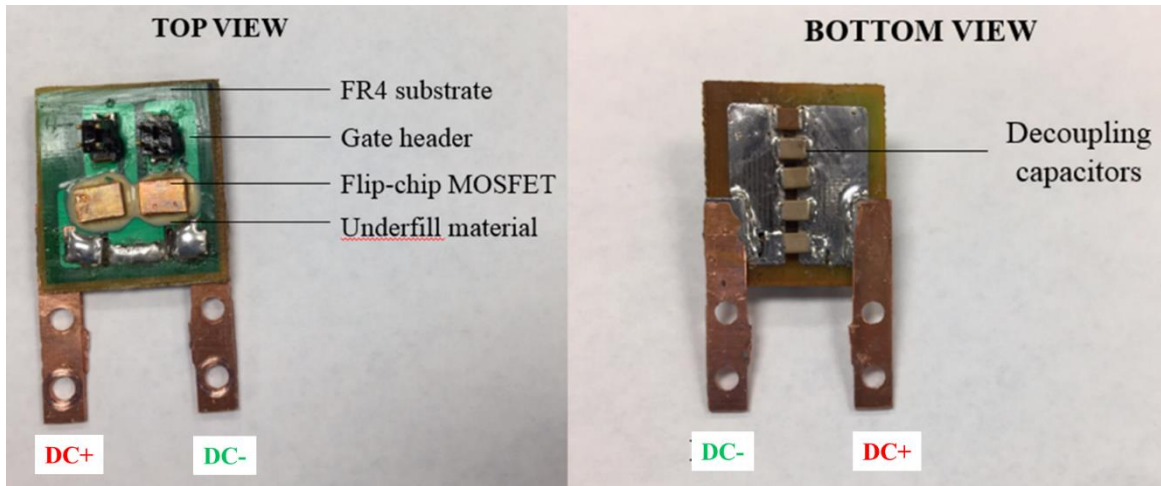 TOP VIEW
FR4 substrate
Gate header
Flip-chip MOSFET
Underfill material
DC+
DC-
BOTTOM VIEW
Decoupling
capacitors
DC-
DC+